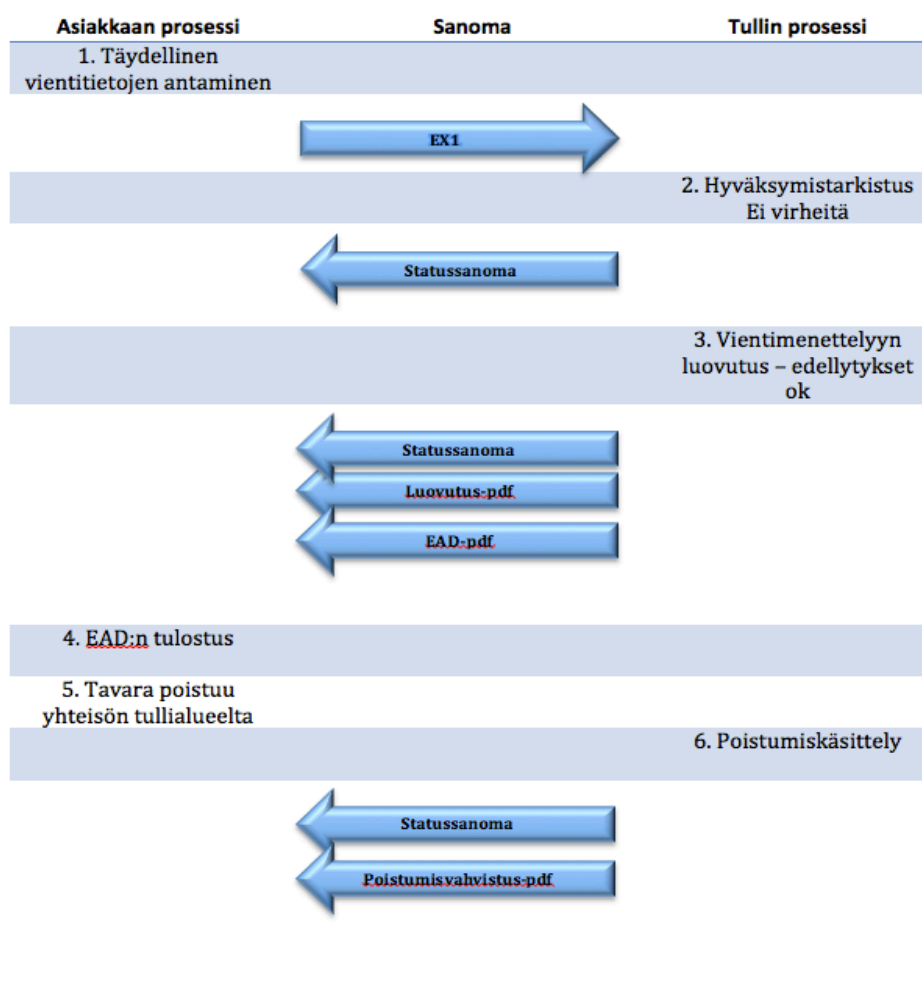 Asiakkaan prosessi Sanoma Tullin prosessi
1. Täydellinen
vientitietojen antaminen
EX1
2. Hyväksymistarkistus
Ei virheitä
Statussanoma
3. Vientimenettelyyn
luovutus – edellytykset
ok
Statussanoma
Luovutus-pdf
EAD-pdf
4. EAD:n tulostus
5. Tavara poistuu
yhteisön tullialueelta
6. Poistumiskäsittely
Statussanoma
Poistumisvahvistus-pdf